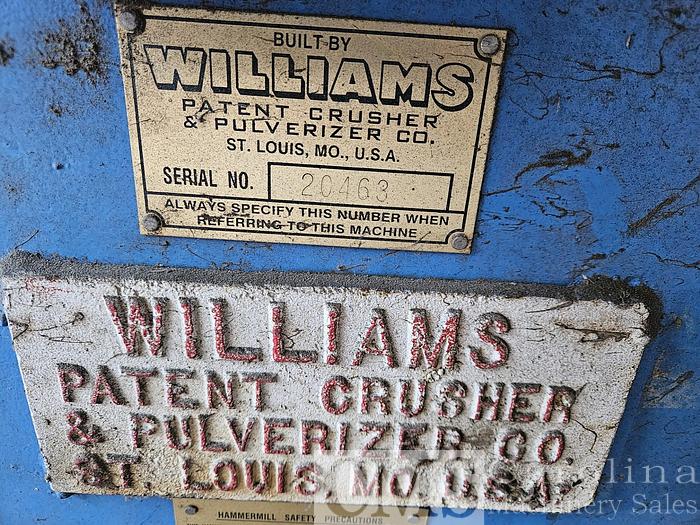 BUILT BY
WILLIAMS
PATENT CRUSHER
& PULVERIZER CO.
ST. LOUIS, MO., U.S.A.
SERIAL NO. 20463
ALWAYS SPECIFY THIS NUMBER WHEN
REFERRING TO THIS MACHINE
WILLIAMS
PATENT CRUSHER
& PULVERIZER CO.
ST. LOUIS, MO. U.S.A.
Carolina
Machinery Sales
HAMMERMILL SAFETY PRECAUTIONS